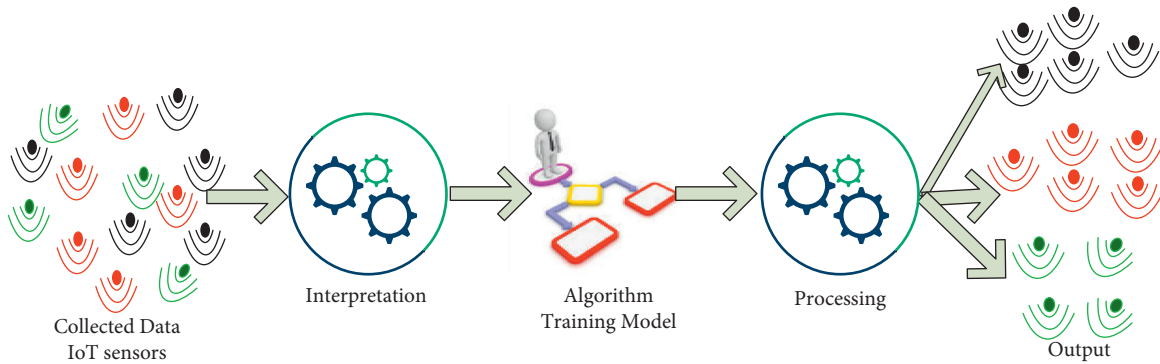 Collected Data
IoT sensors
Interpretation
Algorithm
Training Model
Processing
Output